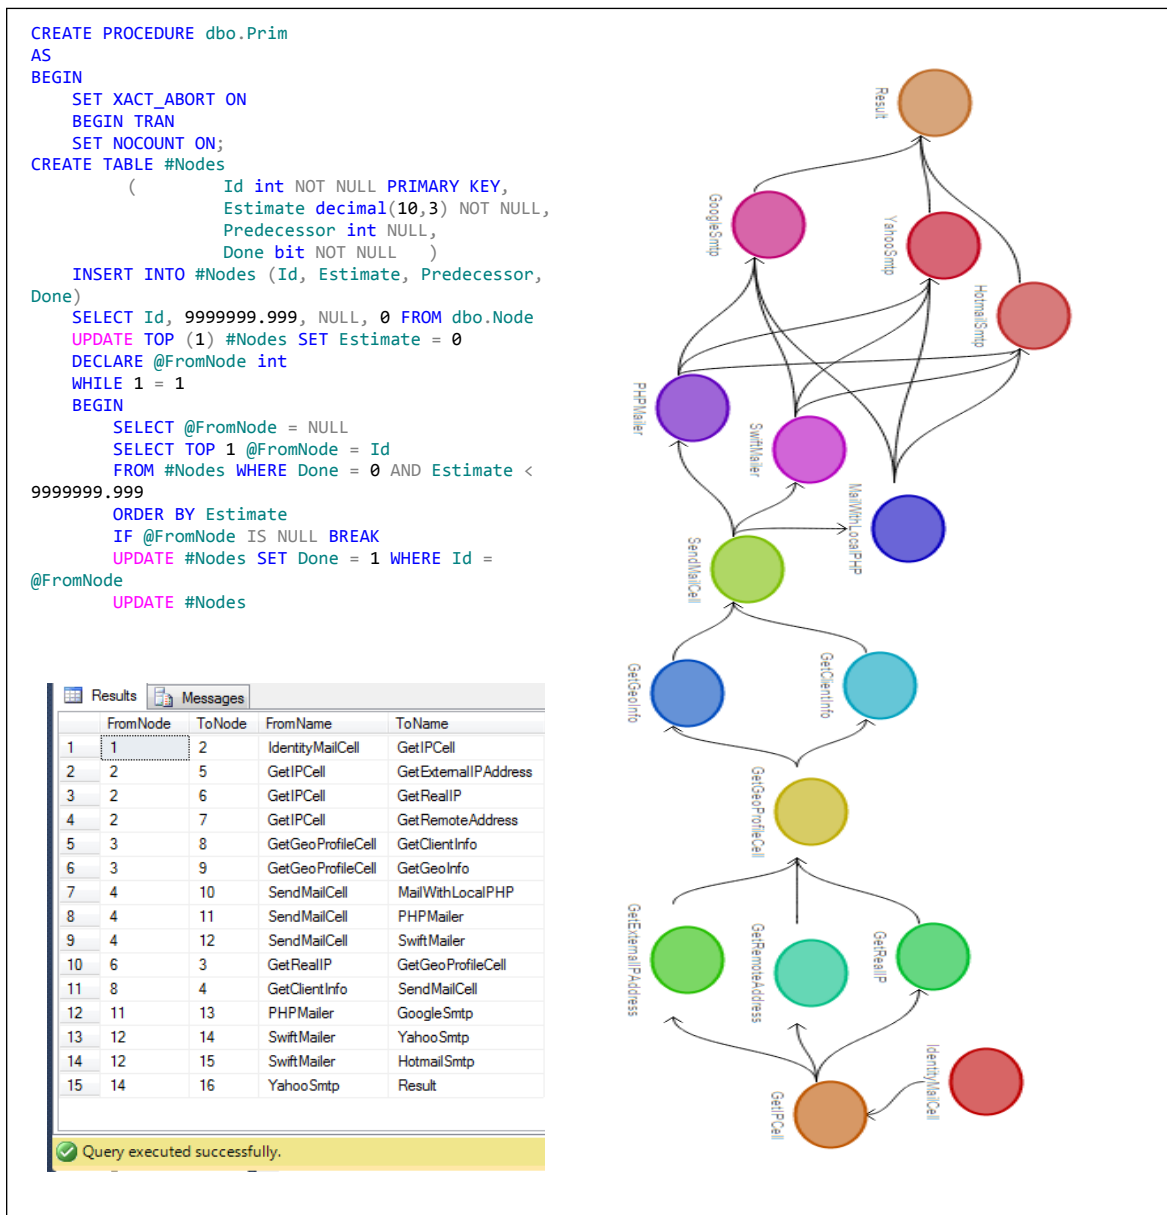 CREATE PROCEDURE dbo.Prim
AS
BEGIN
SET XACT_ABORT ON
BEGIN TRAN
SET NOCOUNT ON;
CREATE TABLE #Nodes
( Id int NOT NULL PRIMARY KEY,
Estimate decimal(10,3) NOT NULL,
Predecessor int NULL,
Done bit NOT NULL )
INSERT INTO #Nodes (Id, Estimate, Predecessor,
Done)
SELECT Id, 9999999.999, NULL, 0 FROM dbo.Node
UPDATE TOP (1) #Nodes SET Estimate = 0
DECLARE @FromNode int
WHILE 1 = 1
BEGIN
SELECT @FromNode = NULL
SELECT TOP 1 @FromNode = Id
FROM #Nodes WHERE Done = 0 AND Estimate <
9999999.999
ORDER BY Estimate
IF @FromNode IS NULL BREAK
UPDATE #Nodes SET Done = 1 WHERE Id =
@FromNode
UPDATE #Nodes
Results Messages
FromNode ToNode FromName ToName
1 1 2 IdentityMailCell GetIPCell
2 2 5 GetIPCell GetExternalIPAddress
3 2 6 GetIPCell GetRealIP
4 2 7 GetIPCell GetRemoteAddress
5 3 8 GetGeoProfileCell GetClientInfo
6 3 9 GetGeoProfileCell GetGeoInfo
7 4 10 SendMailCell MailWithLocalPHP
8 4 11 SendMailCell PHPMailer
9 4 12 SendMailCell SwiftMailer
10 6 3 GetRealIP GetGeoProfileCell
11 8 4 GetClientInfo SendMailCell
12 11 13 PHPMailer GoogleSmtp
13 12 14 SwiftMailer YahooSmtp
14 12 15 SwiftMailer HotmailSmtp
15 14 16 YahooSmtp Result
Query executed successfully.
Result
GoogleSmtp
YahooSmtp
HotmailSmtp
PHPMailer
SwiftMailer
MailWithLocalPHP
SendMailCell
GetGeoInfo
GetClientInfo
GetGeoProfileCell
GetExternalIPAddress
GetRemoteAddress
GetRealIP
IdentityMailCell
GetIPCell